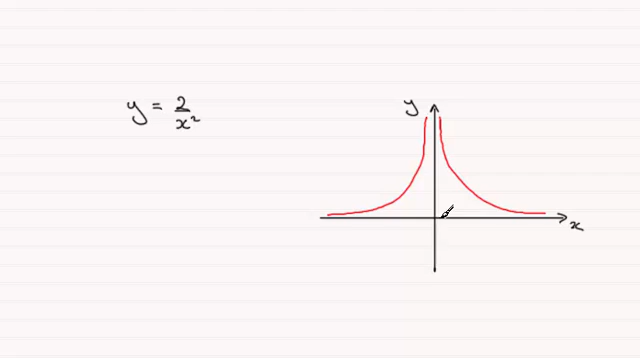 y = 2/x²
y
x